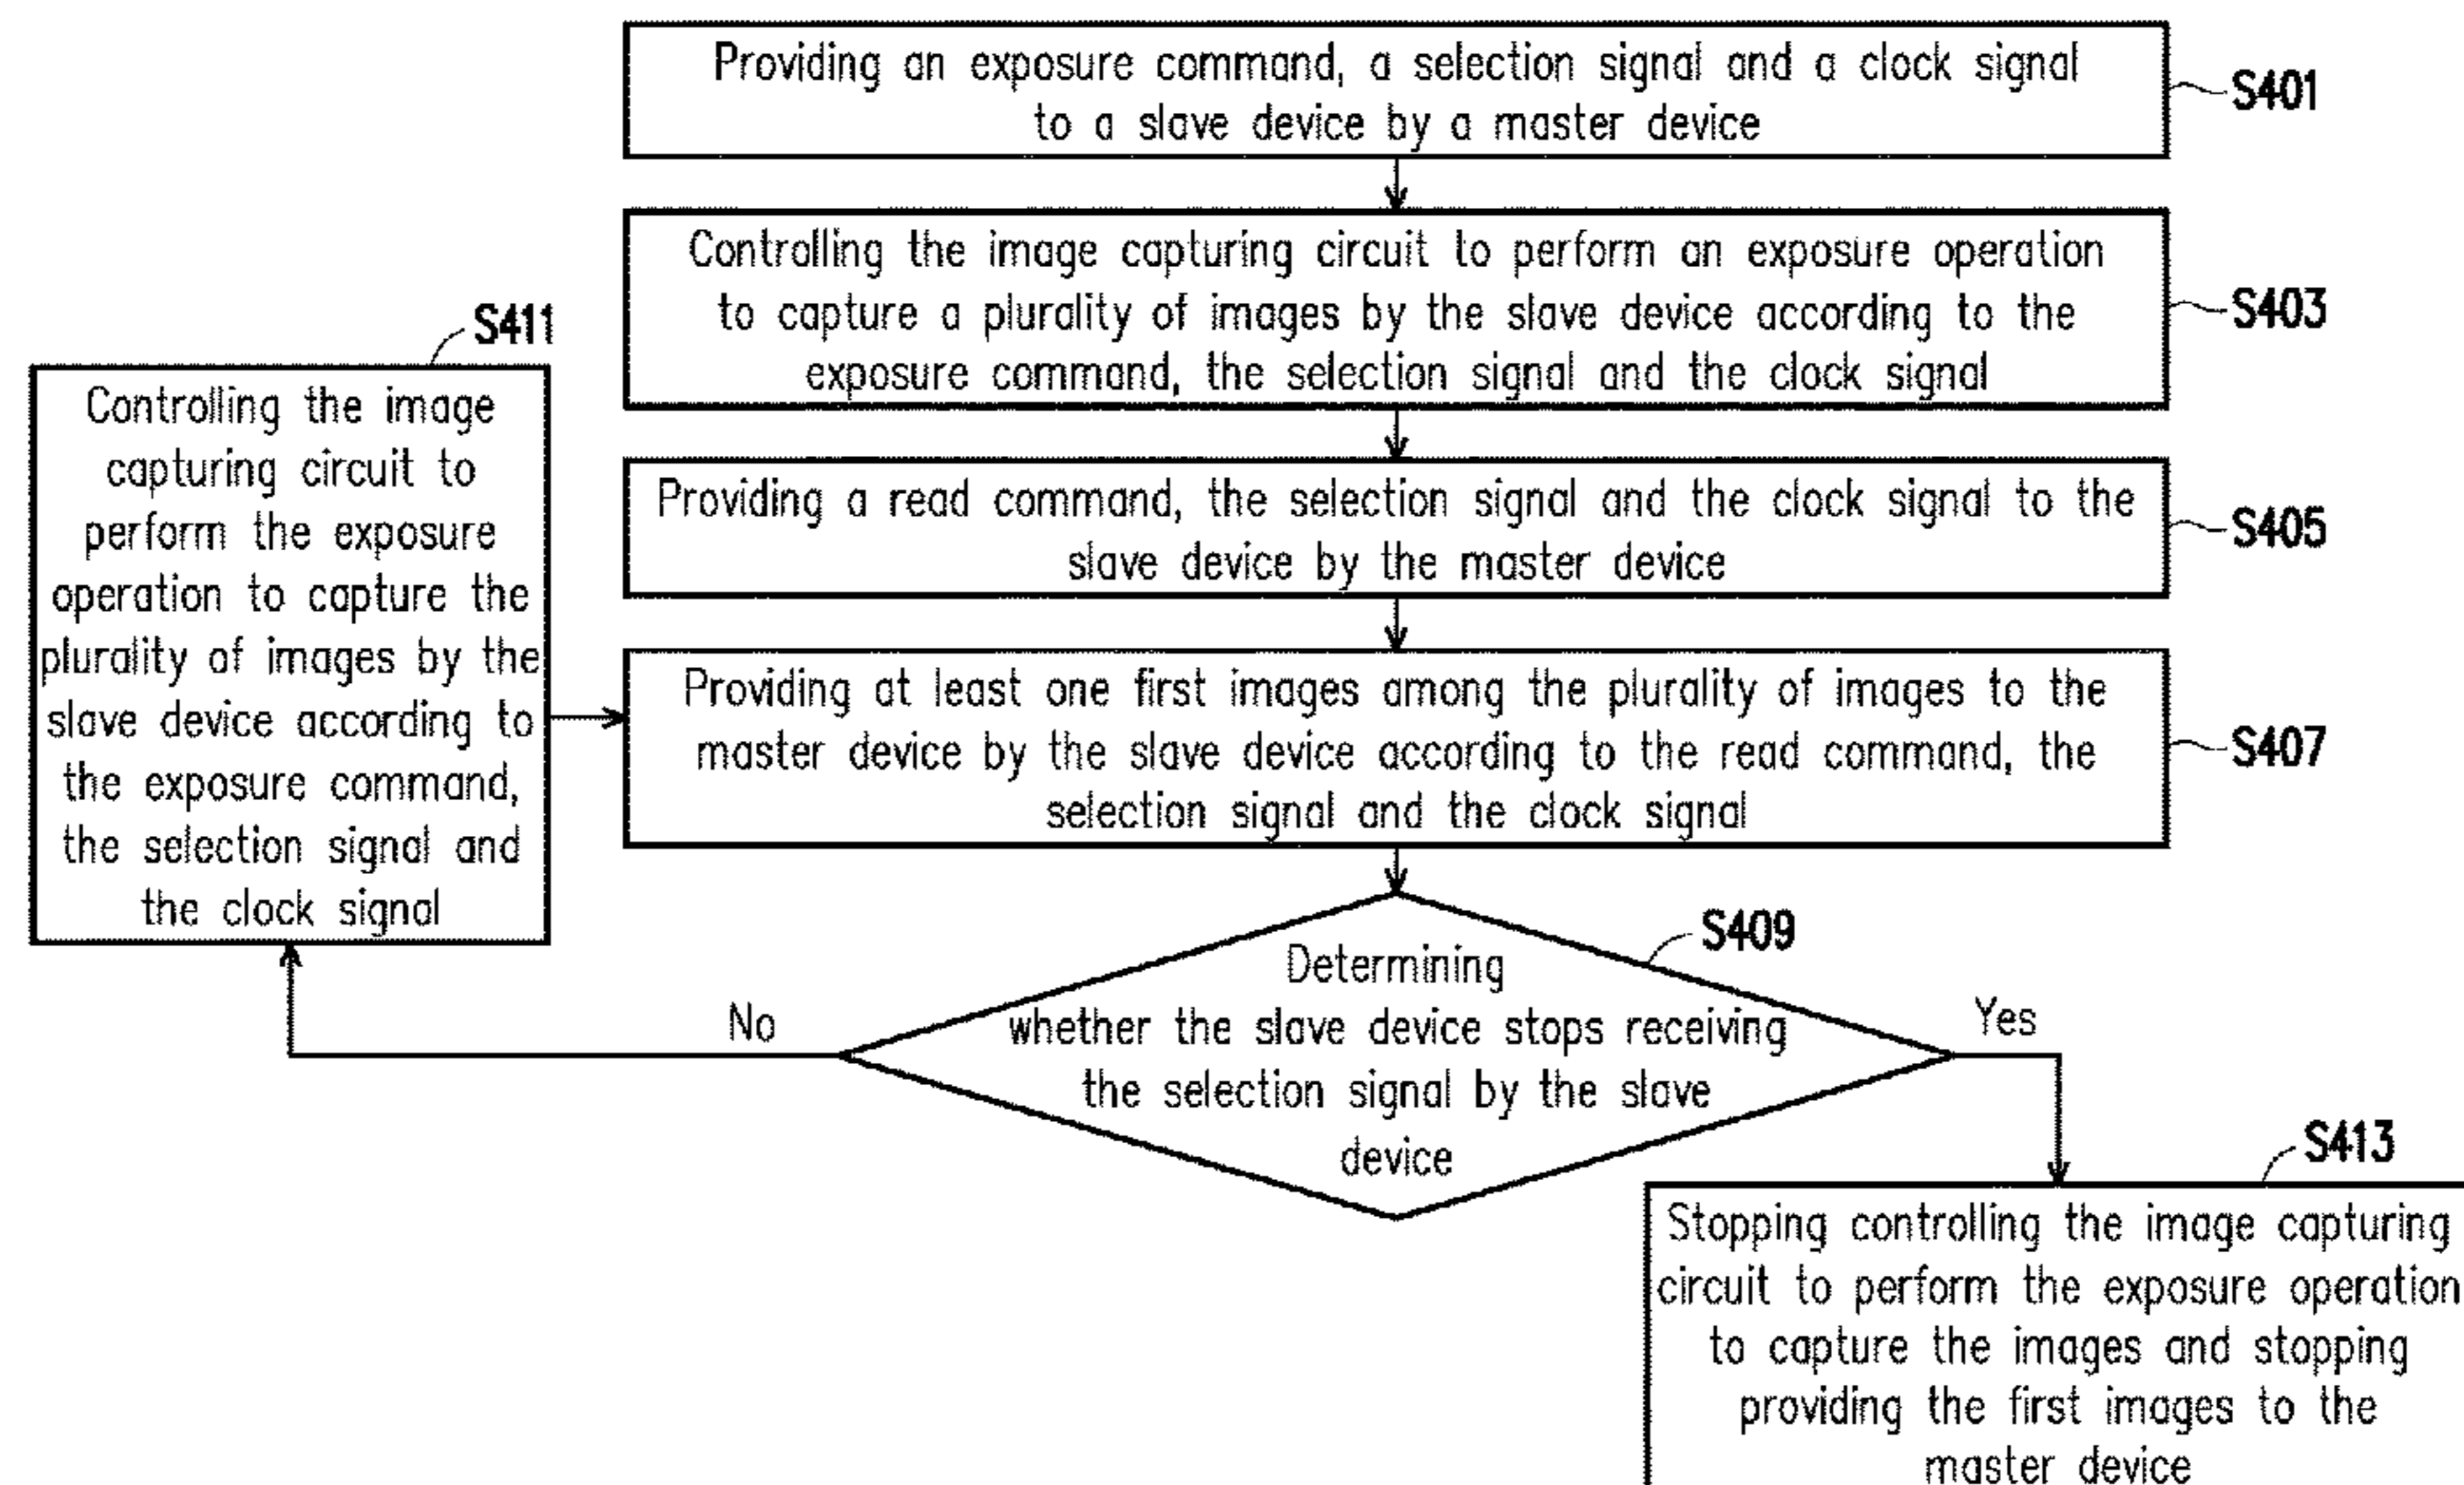 Providing an exposure command, a selection signal and a clock signal
to a slave device by a master device
S401
Controlling the image capturing circuit to perform an exposure operation
to capture a plurality of images by the slave device according to the
exposure command, the selection signal and the clock signal
S403
Providing a read command, the selection signal and the clock signal to the
slave device by the master device
S405
Providing at least one first images among the plurality of images to the
master device by the slave device according to the read command, the
selection signal and the clock signal
S407
S409
Determining
whether the slave device stops receiving
the selection signal by the slave
device
No
Yes
S411
Controlling the image
capturing circuit to
perform the exposure
operation to capture the
plurality of images by the
slave device according to
the exposure command,
the selection signal and
the clock signal
S413
Stopping controlling the image capturing
circuit to perform the exposure operation
to capture the images and stopping
providing the first images to the
master device